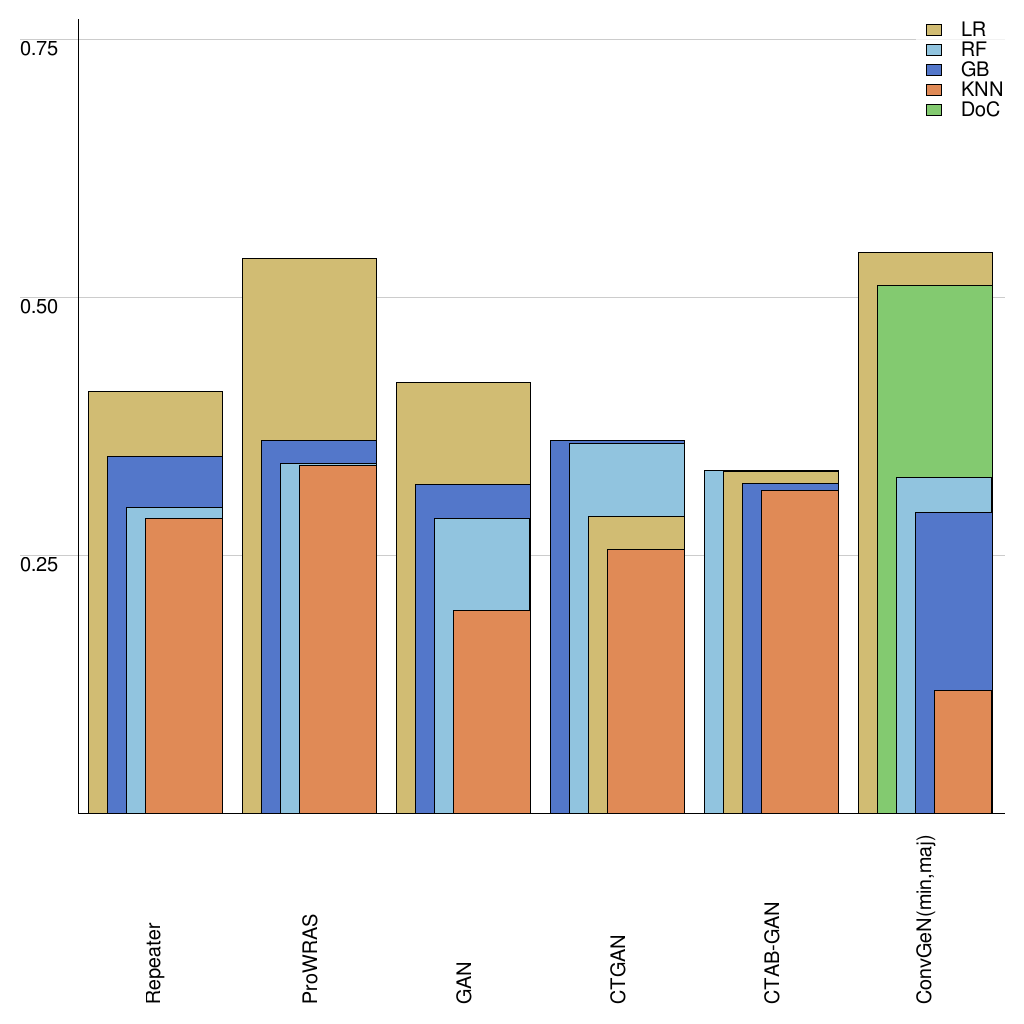 0.75
0.50
0.25
LR
RF
GB
KNN
DoC
Repeater
ProWRAS
GAN
CTGAN
CTAB-GAN
ConvGeN(min,maj)